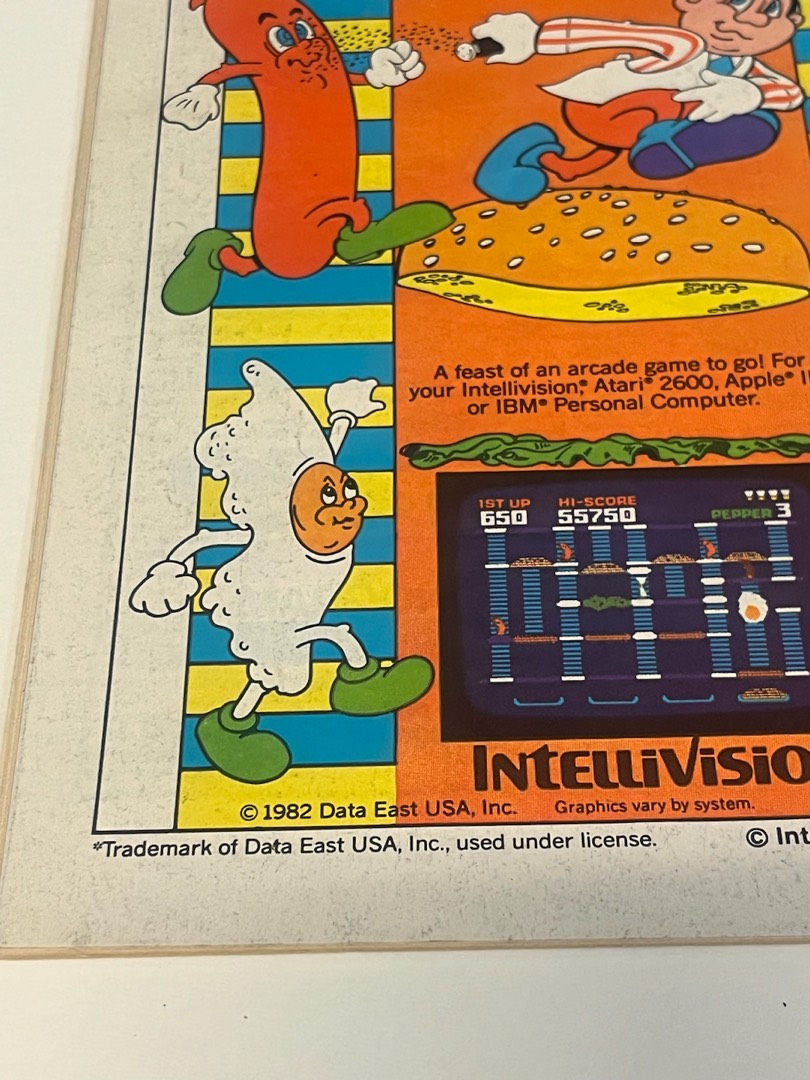 A feast of an arcade game to go! For
your Intellivision,® Atari® 2600, Apple®
or IBM® Personal Computer.
1ST UP HI-SCORE
650 55750 PEPPER 3
INTELLIVISIO
© 1982 Data East USA, Inc. Graphics vary by system.
*Trademark of Data East USA, Inc., used under license. © Int